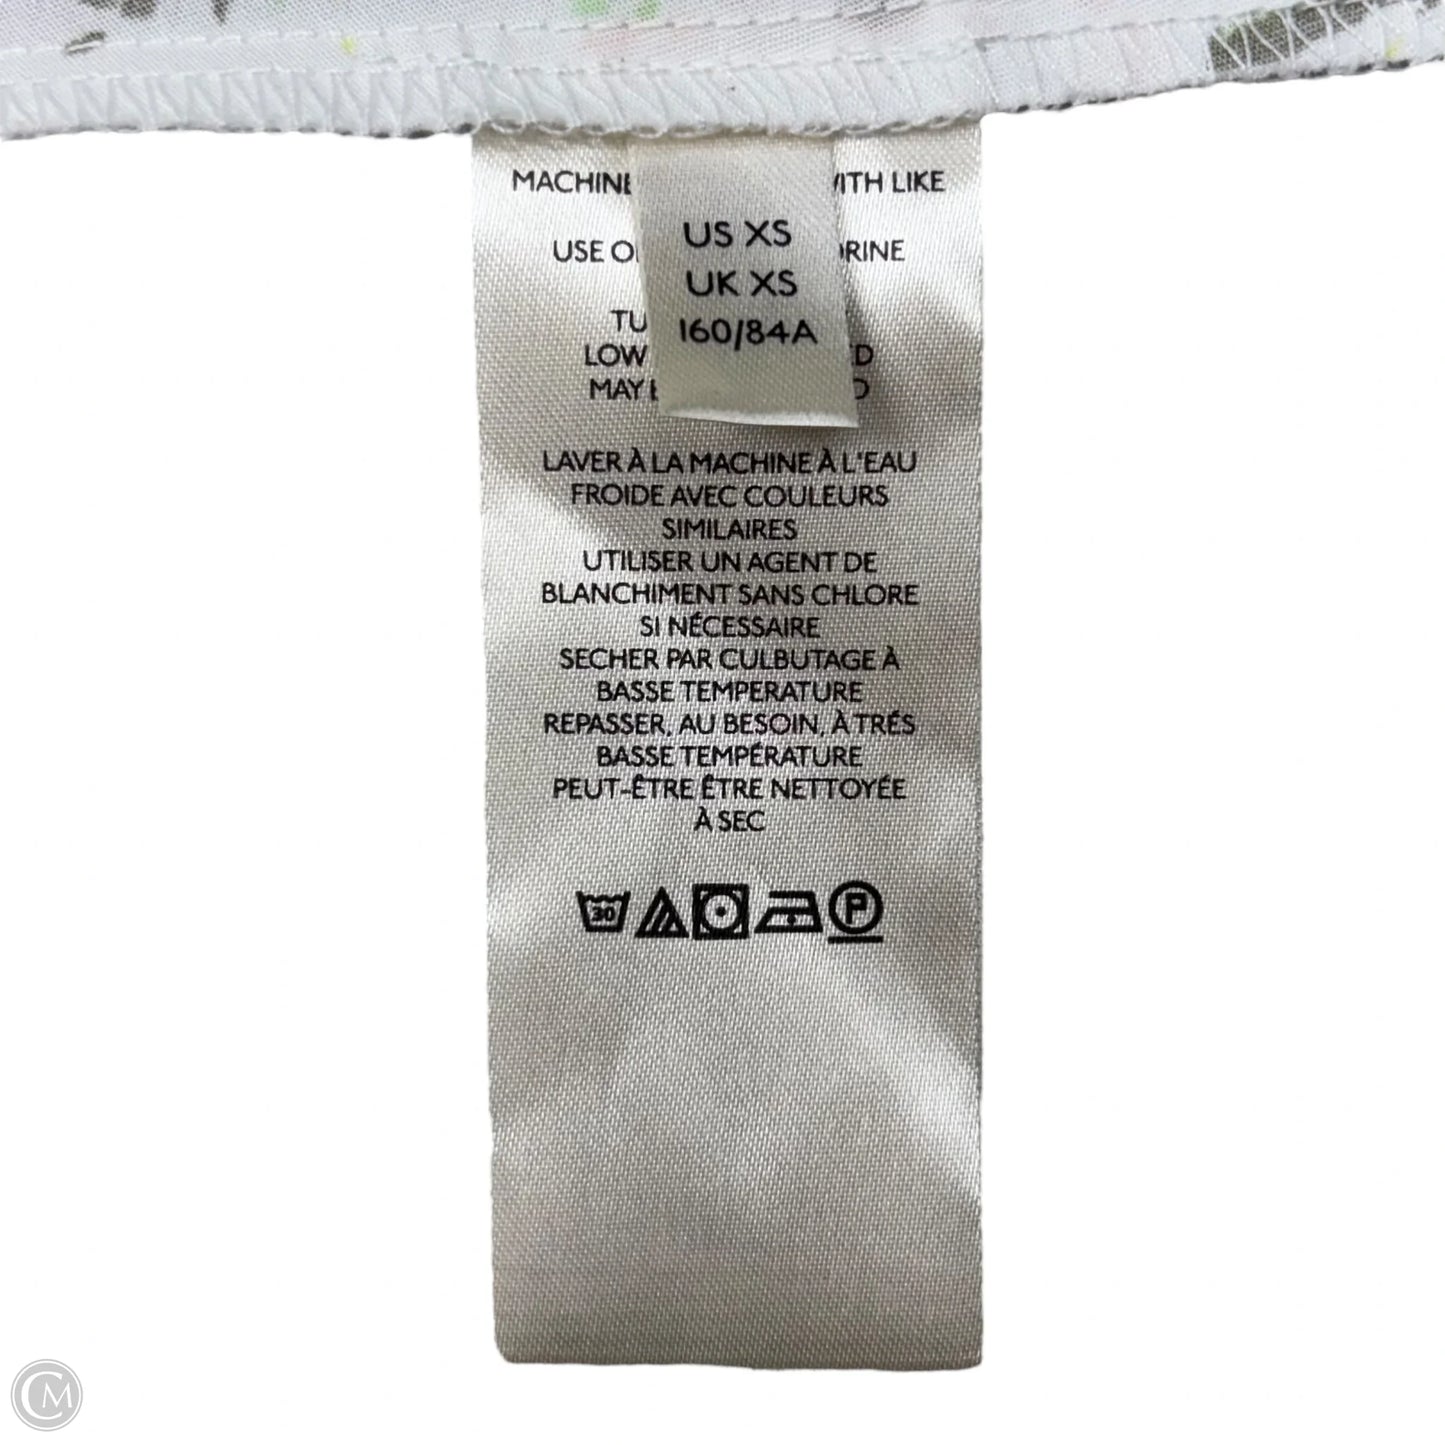 MACHINE WITH LIKE
US XS
UK XS
160/84A
USE
TU
LOW
MAY
LAVER À LA MACHINE À L'EAU
FROIDE AVEC COULEURS
SIMILAIRES
UTILISER UN AGENT DE
BLANCHIMENT SANS CHLORE
SI NÉCESSAIRE
SECHER PAR CULBUTAGE À
BASSE TEMPERATURE
REPASSER, AU BESOIN, À TRÉS
BASSE TEMPÉRATURE
PEUT-ÊTRE ÊTRE NETTOYÉE
À SEC
30 P
CM